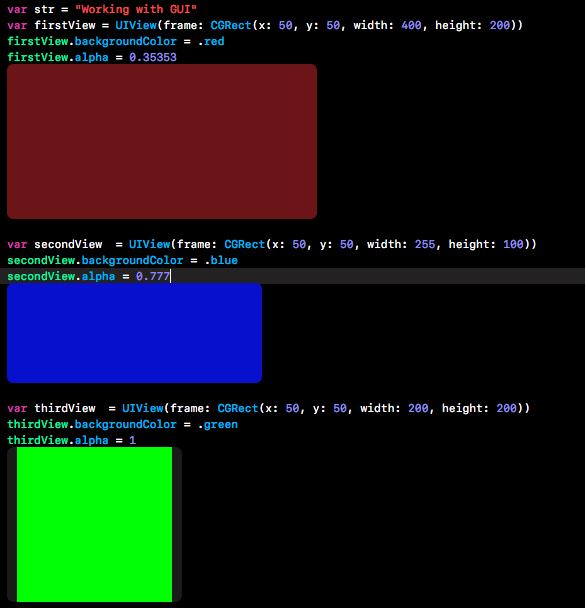 var str = "Working with GUI"
var firstView = UIView(frame: CGRect(x: 50, y: 50, width: 400, height: 200))
firstView.backgroundColor = .red
firstView.alpha = 0.35353
var secondView  = UIView(frame: CGRect(x: 50, y: 50, width: 255, height: 100))
secondView.backgroundColor = .blue
secondView.alpha = 0.777
var thirdView  = UIView(frame: CGRect(x: 50, y: 50, width: 200, height: 200))
thirdView.backgroundColor = .green
thirdView.alpha = 1